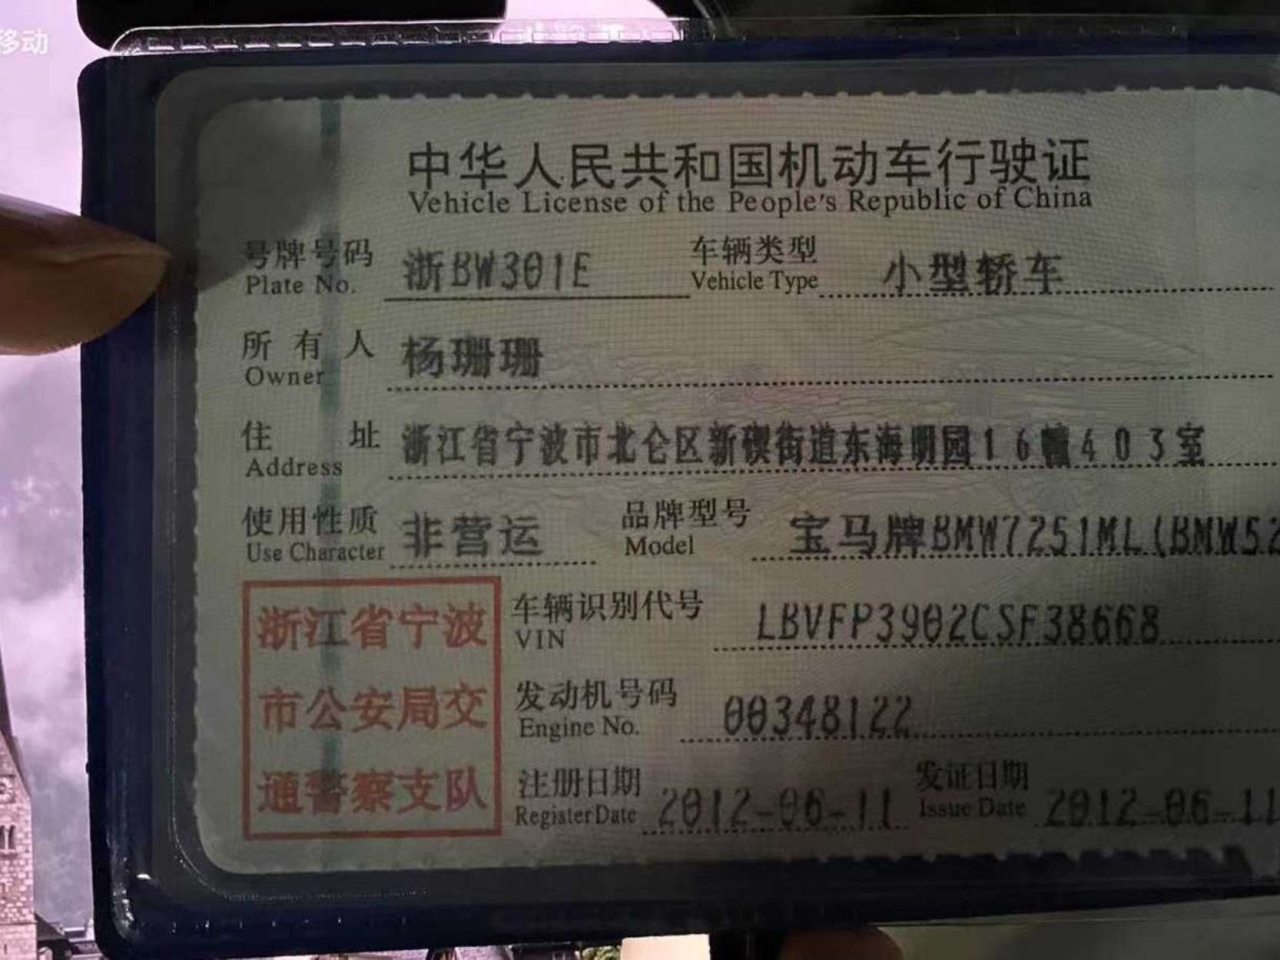 移动
中华人民共和国机动车行驶证
Vehicle License of the People's Republic of China
号牌号码 浙BW301E 车辆类型 小型轿车
Plate No. Vehicle Type
所有人 杨珊珊
Owner
住址 浙江省宁波市北仑区新碶街道东海明园16幢403室
Address
使用性质 非营运 品牌型号 宝马牌BMW7251ML(BMW52
Use Character Model
浙江省宁波
市公安局交
通警察支队
车辆识别代号 LBVFP3902CSF38668
VIN
发动机号码 00348122
Engine No.
注册日期 2012-06-11 发证日期 2012-06-11
Register Date Issue Date